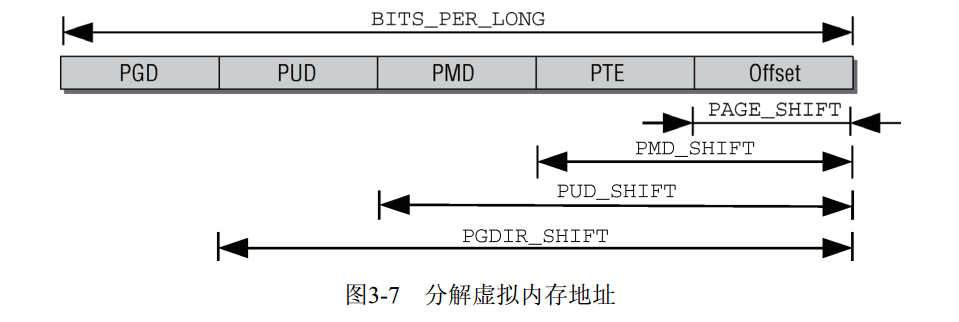 BITS_PER_LONG
PGD PUD PMD PTE Offset
PAGE_SHIFT
PMD_SHIFT
PUD_SHIFT
PGDIR_SHIFT
图3-7 分解虚拟内存地址